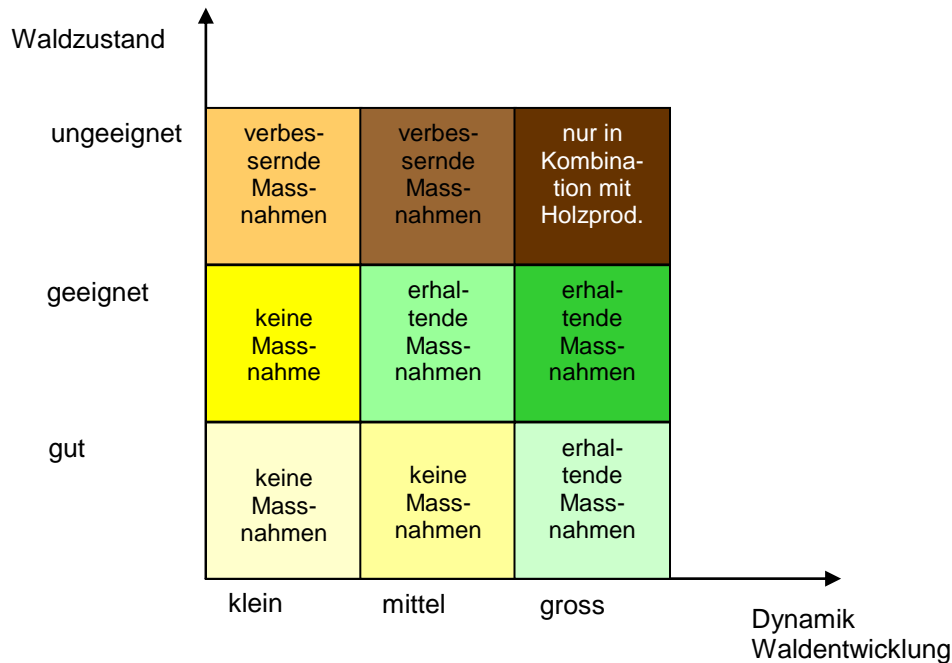 Waldzustand
ungeeignet
verbes-
sernde
Mass-
nahmen
verbes-
sernde
Mass-
nahmen
nur in
Kombina-
tion mit
Holzprod.
geeignet
keine
Mass-
nahme
erhal-
tende
Mass-
nahmen
erhal-
tende
Mass-
nahmen
gut
keine
Mass-
nahmen
keine
Mass-
nahmen
erhal-
tende
Mass-
nahmen
klein
mittel
gross
Dynamik
Waldentwicklung